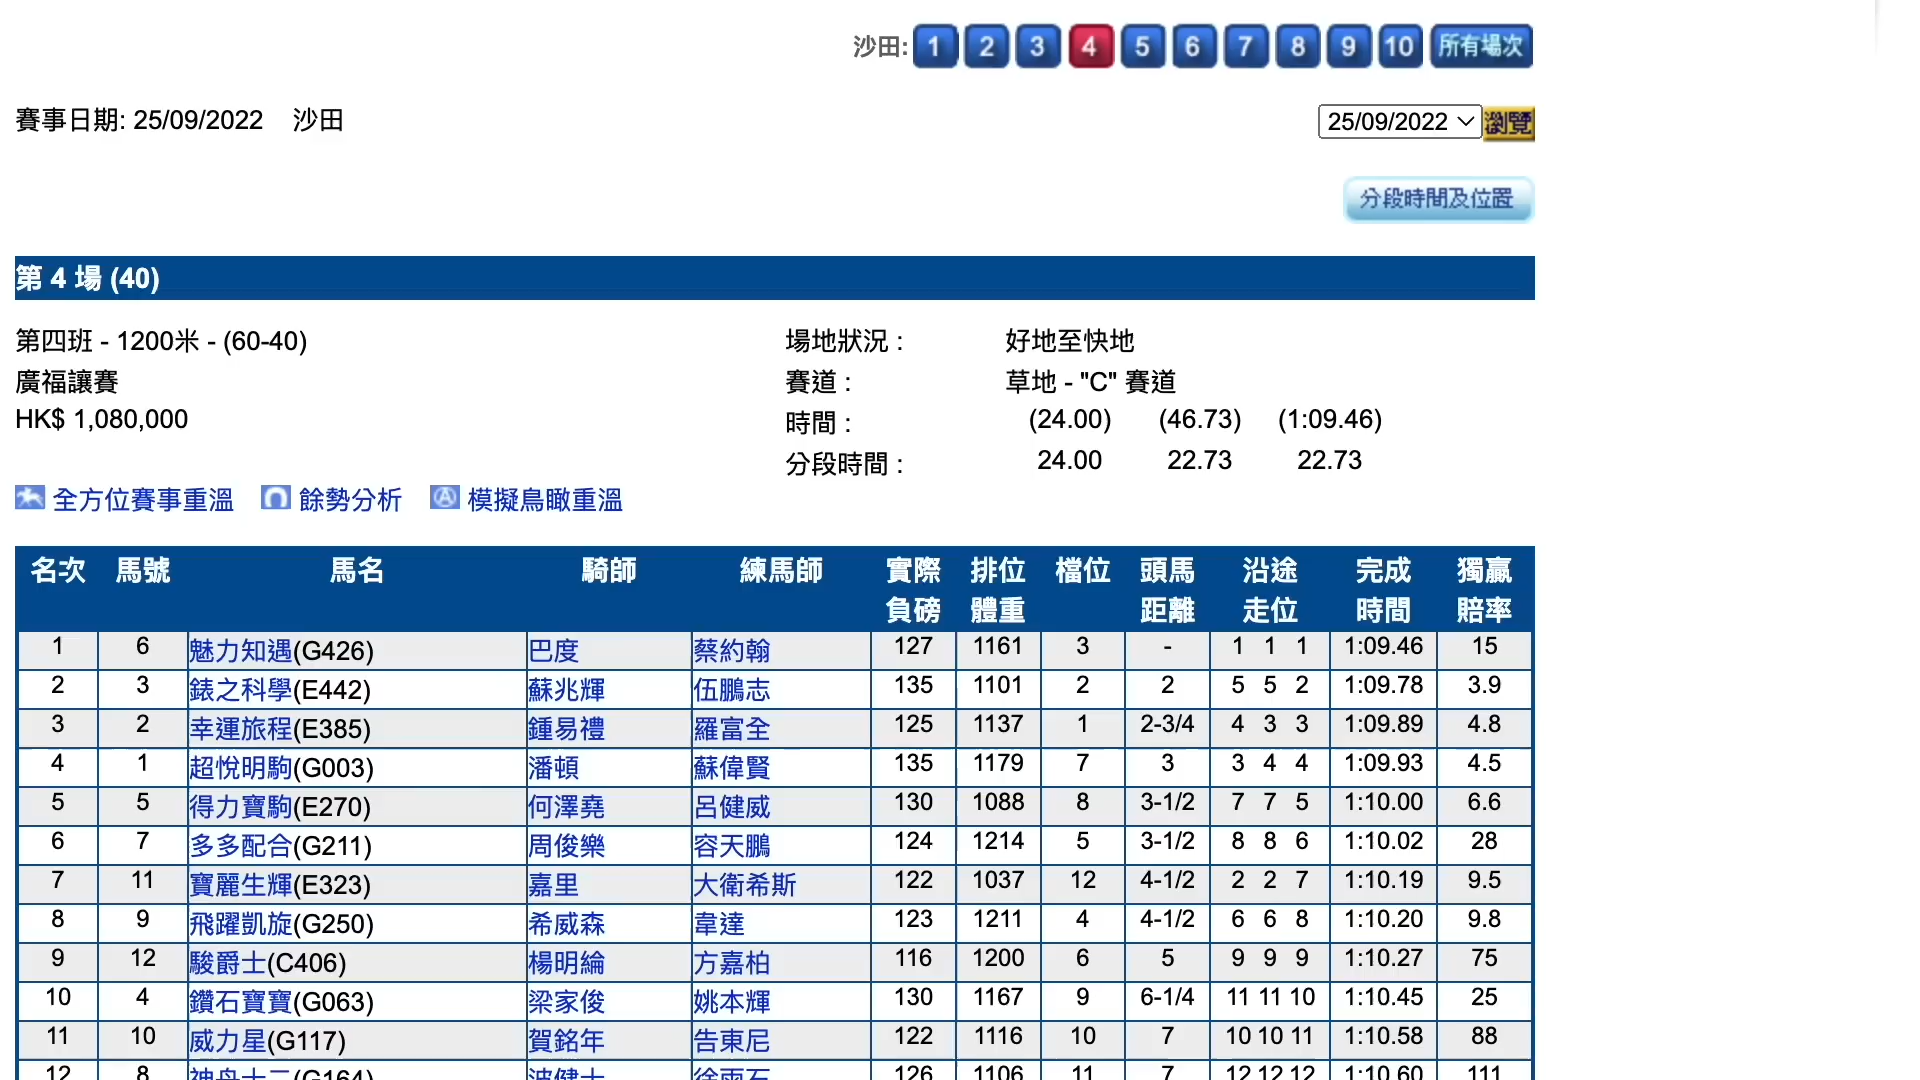 沙田: 1 2 3 4 5 6 7 8 9 10 所有場次
賽事日期: 25/09/2022 沙田 25/09/2022 瀏覽
分段時間及位置
第 4 場 (40)
第四班 - 1200米 - (60-40) 場地狀況 : 好地至快地
廣福讓賽 賽道 : 草地 - "C" 賽道
HK$ 1,080,000 時間 : (24.00) (46.73) (1:09.46)
分段時間 : 24.00 22.73 22.73
全方位賽事重溫 餘勢分析 模擬鳥瞰重溫
名次 馬號 馬名 騎師 練馬師 實際負磅 排位體重 檔位 頭馬距離 沿途走位 完成時間 獨贏賠率
1 6 魅力知遇(G426) 巴度 蔡約翰 127 1161 3 - 1 1 1 1:09.46 15
2 3 錶之科學(E442) 蘇兆輝 伍鵬志 135 1101 2 2 5 5 2 1:09.78 3.9
3 2 幸運旅程(E385) 鍾易禮 羅富全 125 1137 1 2-3/4 4 3 3 1:09.89 4.8
4 1 超悅明駒(G003) 潘頓 蘇偉賢 135 1179 7 3 3 4 4 1:09.93 4.5
5 5 得力寶駒(E270) 何澤堯 呂健威 130 1088 8 3-1/2 7 7 5 1:10.00 6.6
6 7 多多配合(G211) 周俊樂 容天鵬 124 1214 5 3-1/2 8 8 6 1:10.02 28
7 11 寶麗生輝(E323) 嘉里 大衛希斯 122 1037 12 4-1/2 2 2 7 1:10.19 9.5
8 9 飛躍凱旋(G250) 希威森 韋達 123 1211 4 4-1/2 6 6 8 1:10.20 9.8
9 12 駿爵士(C406) 楊明綸 方嘉柏 116 1200 6 5 9 9 9 1:10.27 75
10 4 鑽石寶寶(G063) 梁家俊 姚本輝 130 1167 9 6-1/4 11 11 10 1:10.45 25
11 10 威力星(G117) 賀銘年 告東尼 122 1116 10 7 10 10 11 1:10.58 88
12 8 神舟十二(G164) 波健士 徐雨石 126 1106 11 7 12 12 12 1:10.60 111